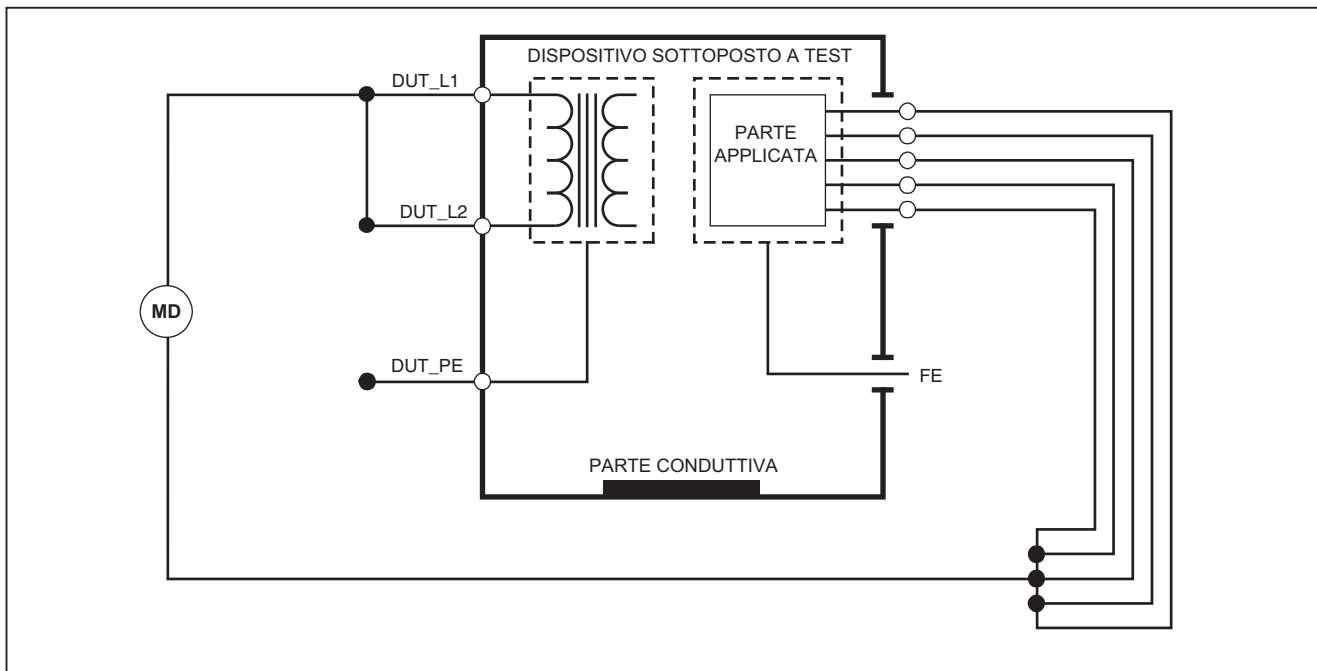 DISPOSITIVO SOTTOPOSTO A TEST
DUT_L1
PARTE
APPLICATA
DUT_L2
MD
DUT_PE
FE
PARTE CONDUTTIVA